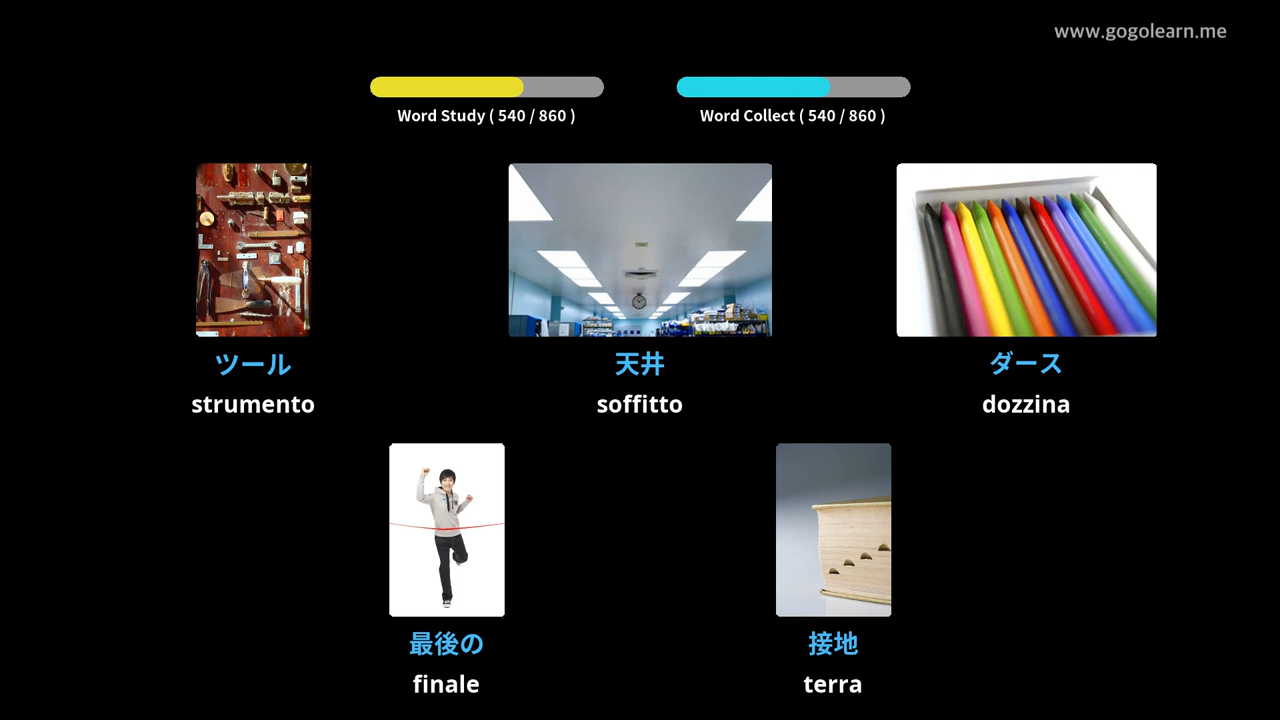 www.gogolearn.me
Word Study ( 540 / 860 )
Word Collect ( 540 / 860 )
ツール
strumento
天井
soffitto
ダース
dozzina
最後の
finale
接地
terra